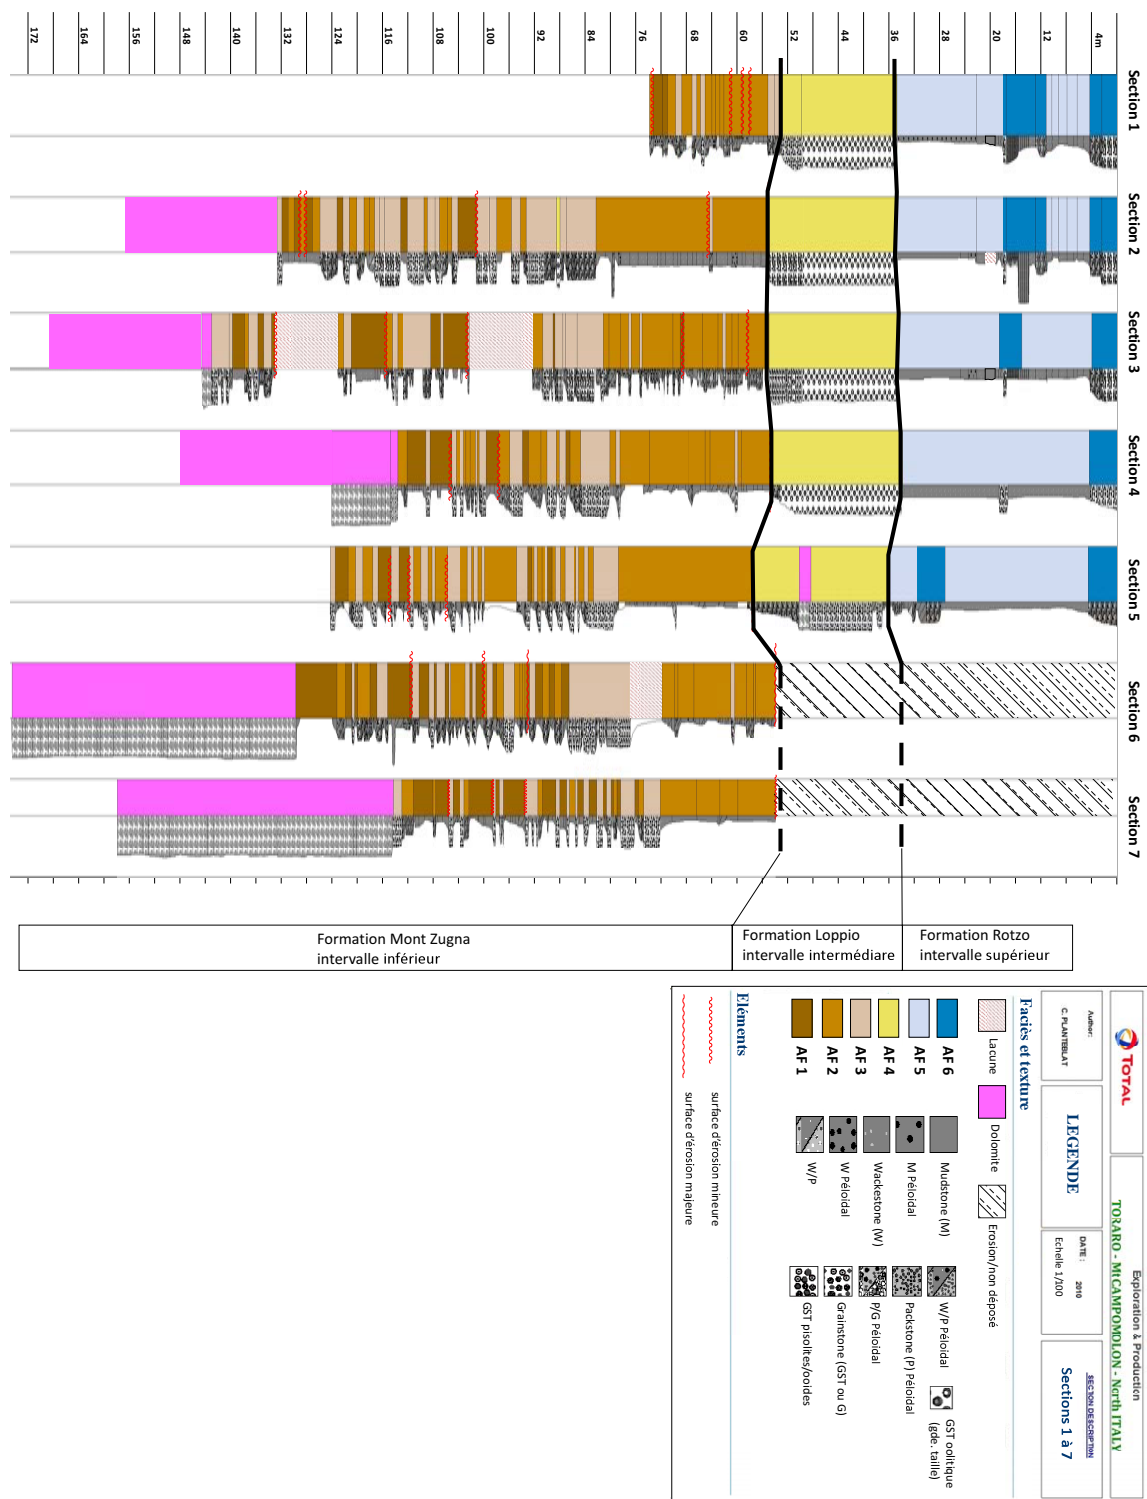 172
164
156
148
140
132
124
116
108
100
92
84
76
68
60
52
44
36
28
20
12
4m
Section 1
Section 2
Section 3
Section 4
Section 5
Section 6
Section 7
Formation Mont Zugna
intervalle inférieur
Formation Loppio
intervalle intermédiare
Formation Rotzo
intervalle supérieur
Exploration & Production
TOTAL
TORARO - Mt CAMPOMOLON - North ITALY
Author:
C. PLANTEBLAT
LEGENDE
DATE : 2010
Echelle 1/100
SECTION DESCRIPTION
Sections 1 à 7
Faciès et texture
Lacune
Dolomite
Erosion/non déposé
AF 6
AF 5
AF 4
AF 3
AF 2
AF 1
Mudstone (M)
M Péloidal
Wackestone (W)
W Péloidal
W/P
W/P Péloidal
Packstone (P) Péloidal
P/G Péloidal
Grainstone (GST ou G)
GST pisolites/ooides
GST oolitique
(gde. taille)
Eléments
surface d'érosion mineure
surface d'érosion majeure